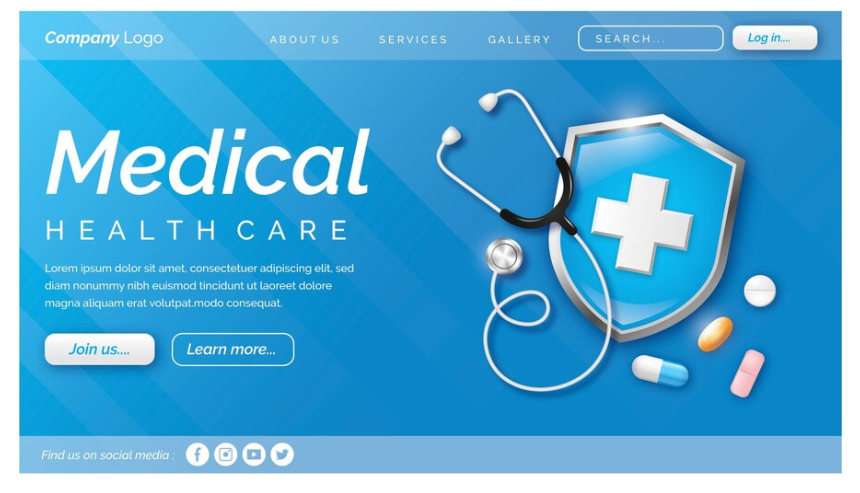 Company Logo
ABOUT US
SERVICES
GALLERY
SEARCH...
Log in....
Medical
HEALTH CARE
Lorem ipsum dolor sit amet, consectetuer adipiscing elit, sed
diam nonummy nibh euismod tincidunt ut laoreet dolore
magna aliquam erat volutpat.modo consequat.
Join us....
Learn more...
Find us on social media :